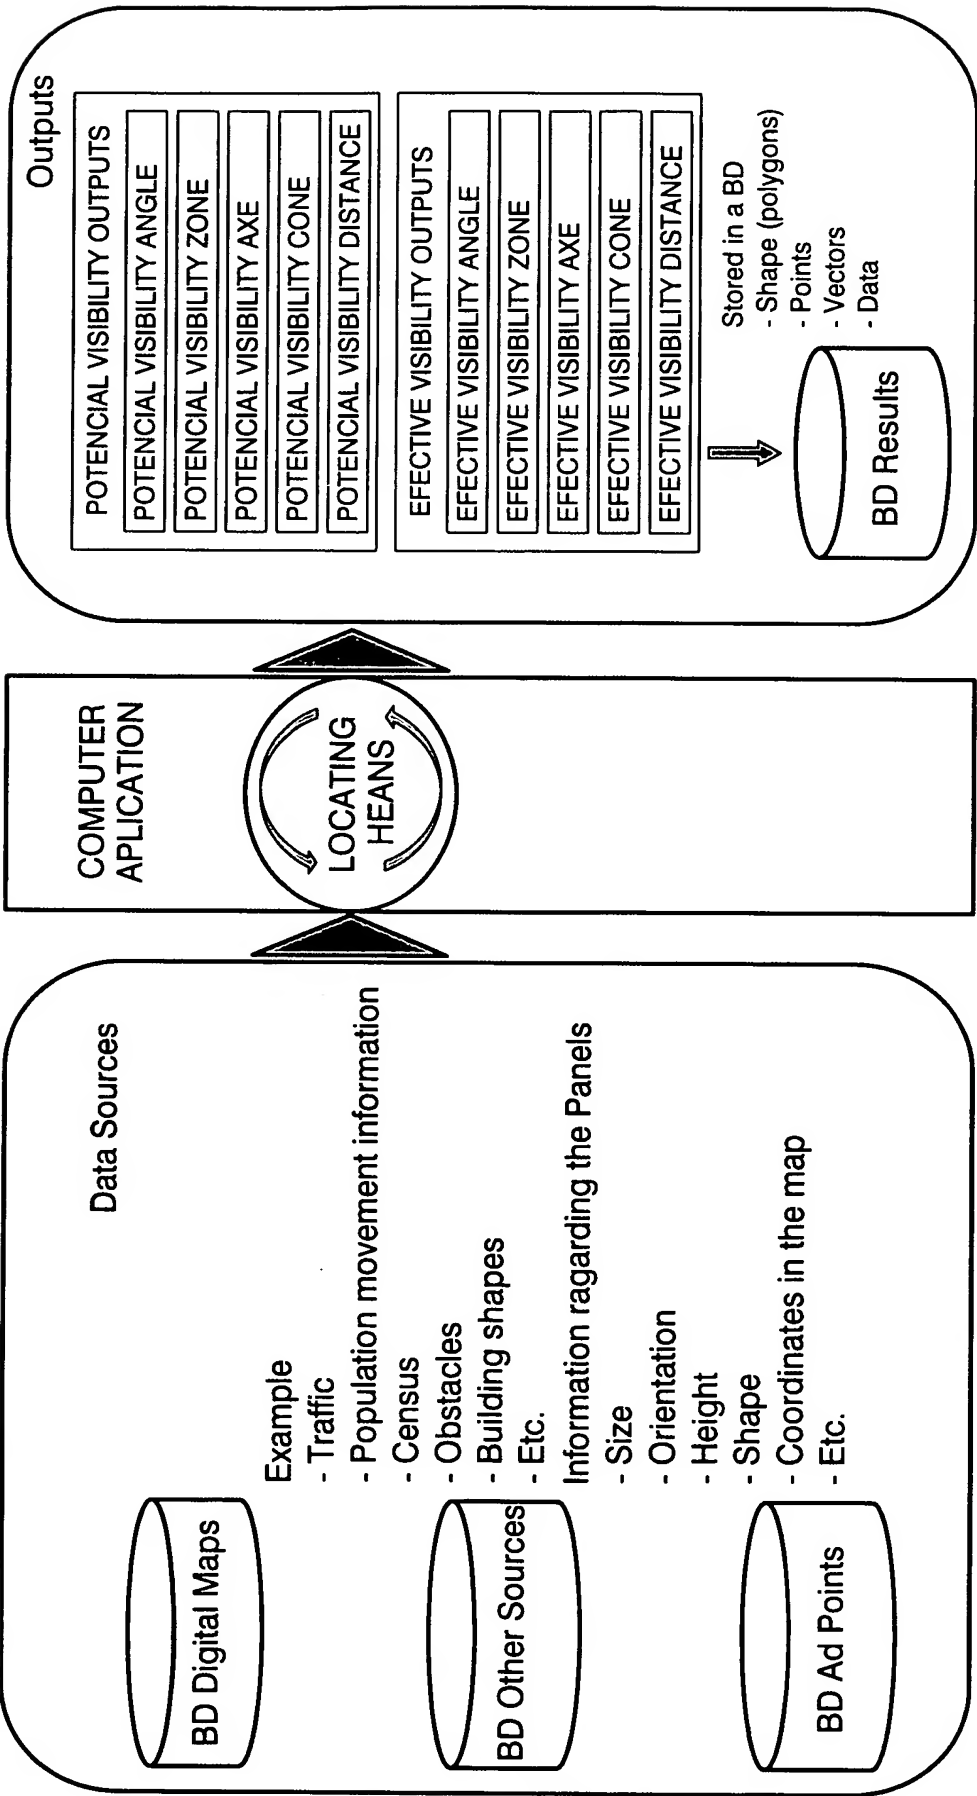 Data Sources
BD Digital Maps
Example
- Traffic
- Population movement information
- Census
- Obstacles
- Building shapes
- Etc.
BD Other Sources
Information ragarding the Panels
- Size
- Orientation
- Height
- Shape
- Coordinates in the map
- Etc.
BD Ad Points
COMPUTER
APLICATION
LOCATING
HEANS
Outputs
POTENCIAL VISIBILITY OUTPUTS
POTENCIAL VISIBILITY ANGLE
POTENCIAL VISIBILITY ZONE
POTENCIAL VISIBILITY AXE
POTENCIAL VISIBILITY CONE
POTENCIAL VISIBILITY DISTANCE
EFECTIVE VISIBILITY OUTPUTS
EFECTIVE VISIBILITY ANGLE
EFECTIVE VISIBILITY ZONE
EFECTIVE VISIBILITY AXE
EFECTIVE VISIBILITY CONE
EFECTIVE VISIBILITY DISTANCE
Stored in a BD
- Shape (polygons)
- Points
- Vectors
- Data
BD Results